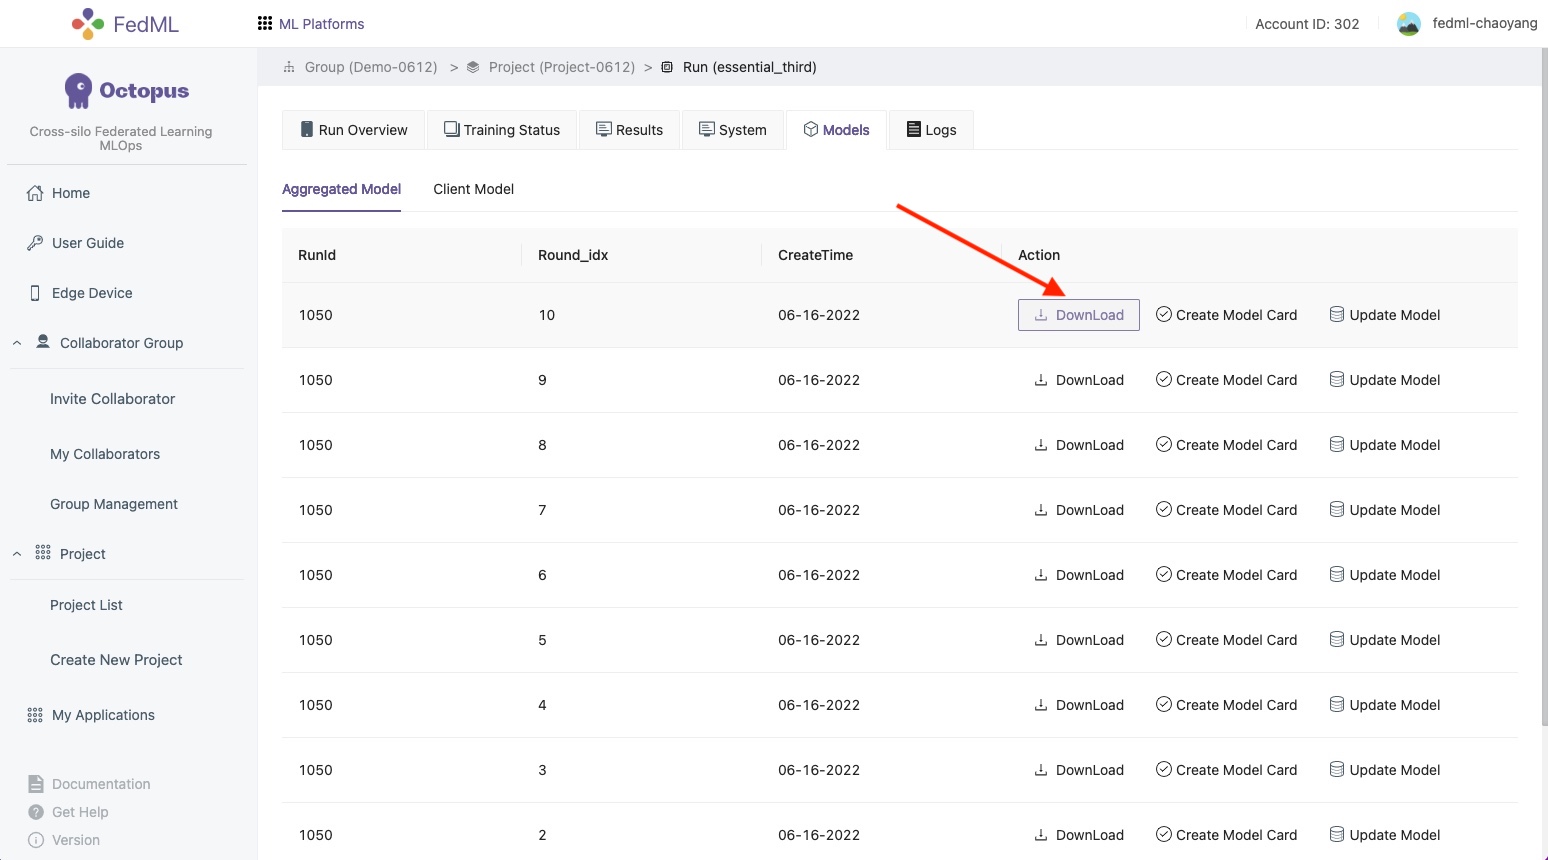 FedML
ML Platforms
Account ID: 302
fedml-chaoyang
Octopus
Cross-silo Federated Learning
MLOps
Home
User Guide
Edge Device
Collaborator Group
Invite Collaborator
My Collaborators
Group Management
Project
Project List
Create New Project
My Applications
Documentation
Get Help
Version
Group (Demo-0612) > Project (Project-0612) > Run (essential_third)
Run Overview Training Status Results System Models Logs
Aggregated Model Client Model
RunId Round_idx CreateTime Action
1050 10 06-16-2022 DownLoad Create Model Card Update Model
1050 9 06-16-2022 DownLoad Create Model Card Update Model
1050 8 06-16-2022 DownLoad Create Model Card Update Model
1050 7 06-16-2022 DownLoad Create Model Card Update Model
1050 6 06-16-2022 DownLoad Create Model Card Update Model
1050 5 06-16-2022 DownLoad Create Model Card Update Model
1050 4 06-16-2022 DownLoad Create Model Card Update Model
1050 3 06-16-2022 DownLoad Create Model Card Update Model
1050 2 06-16-2022 DownLoad Create Model Card Update Model